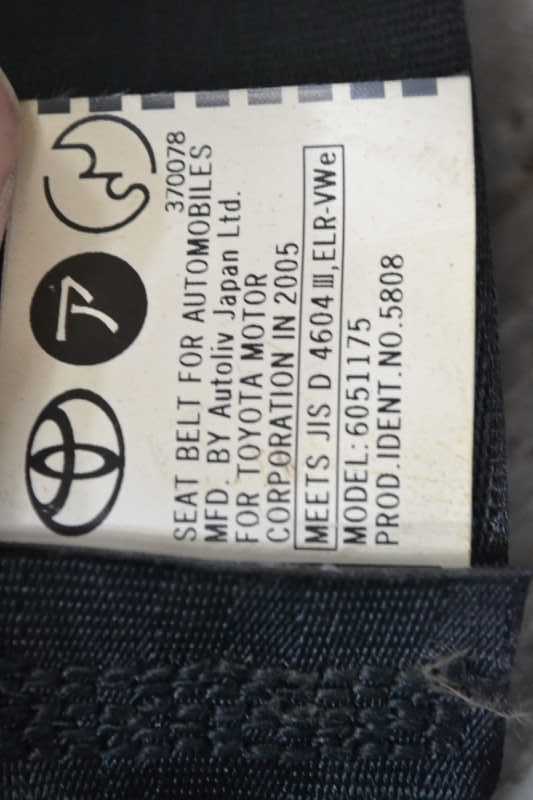 ア
370078
SEAT BELT FOR AUTOMOBILES
MFD. BY Autoliv Japan Ltd.
FOR TOYOTA MOTOR
CORPORATION IN 2005
MEETS JIS D 4604 Ⅲ, ELR-VWe
MODEL: 6051175
PROD. IDENT. NO. 5808